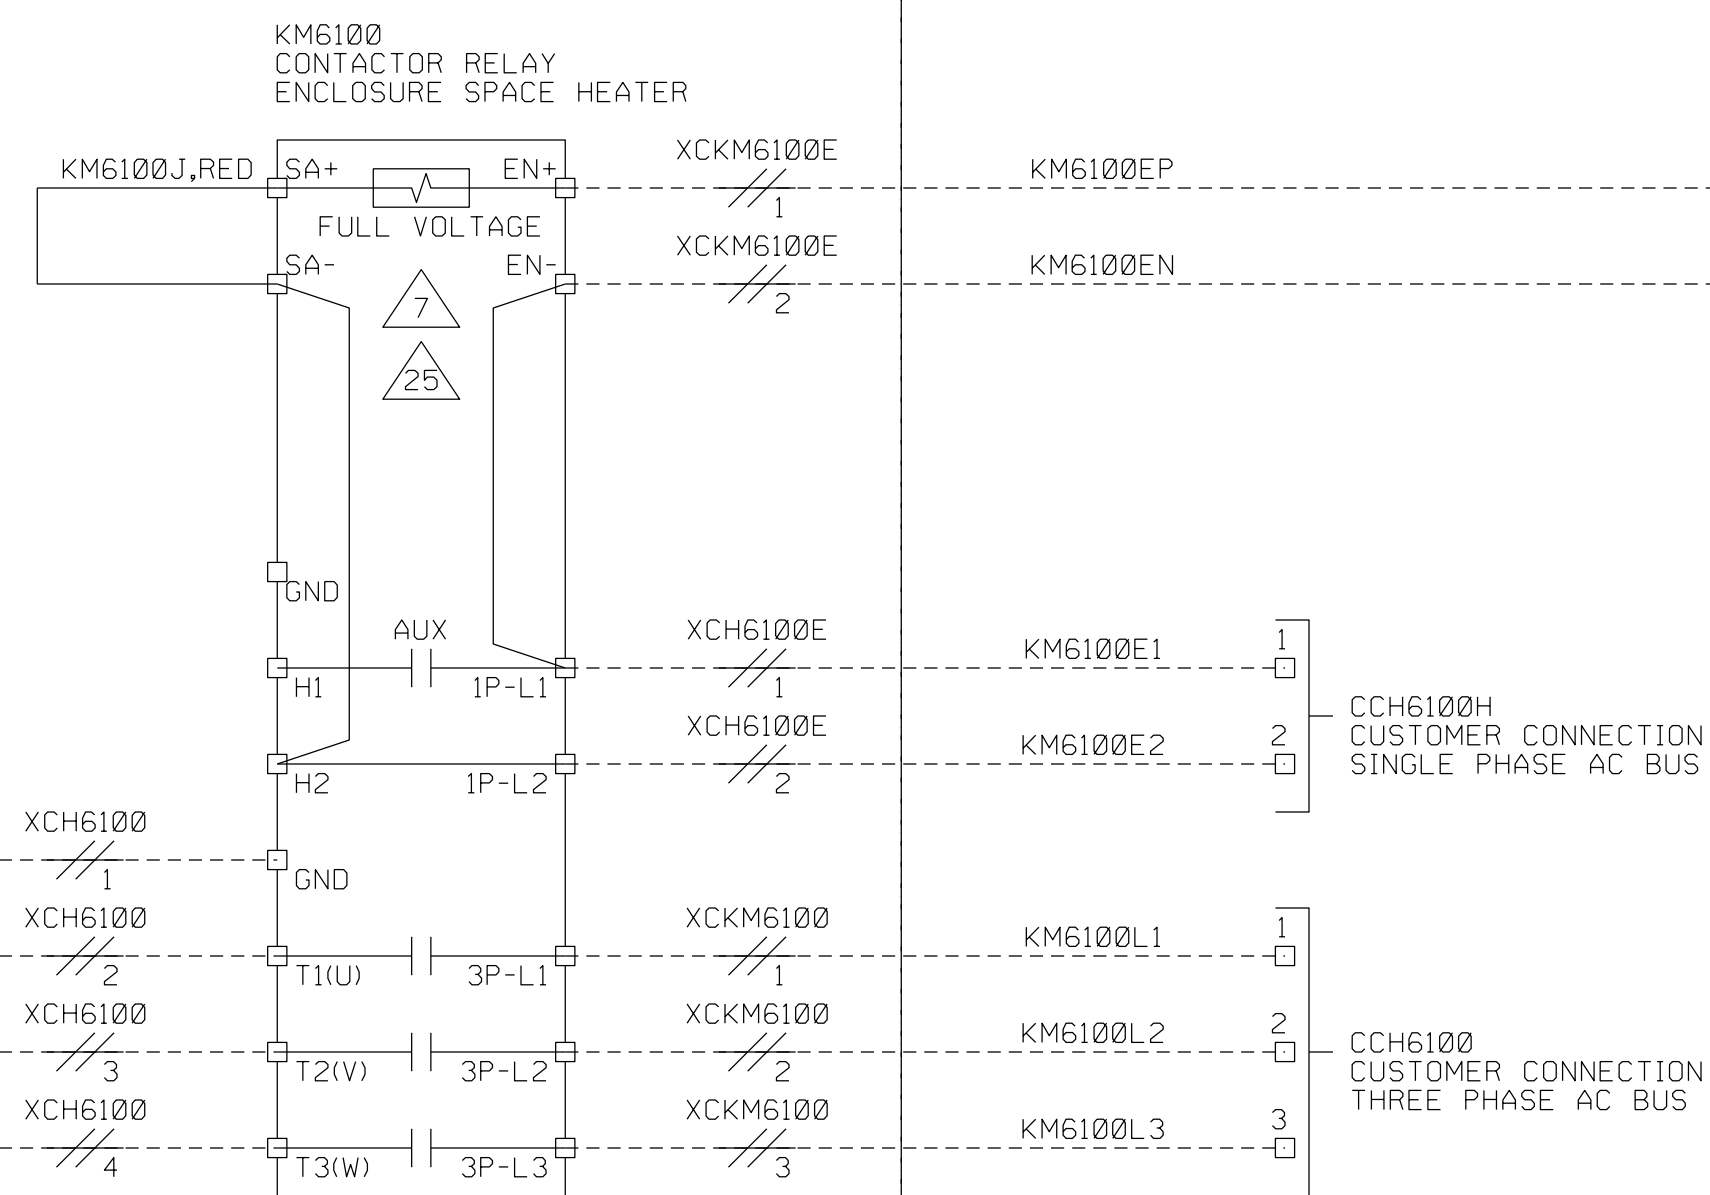 KM6100
CONTACTOR RELAY
ENCLOSURE SPACE HEATER
KM6100J,RED
SA+
EN+
XCKM6100E
1
KM6100EP
FULL VOLTAGE
SA-
EN-
XCKM6100E
2
KM6100EN
7
25
GND
AUX
H1
1P-L1
XCH6100E
1
KM6100E1
1
H2
1P-L2
XCH6100E
2
KM6100E2
2
CCH6100H
CUSTOMER CONNECTION
SINGLE PHASE AC BUS
XCH6100
1
GND
XCH6100
2
T1(U)
3P-L1
XCKM6100
1
KM6100L1
1
XCH6100
3
T2(V)
3P-L2
XCKM6100
2
KM6100L2
2
CCH6100
CUSTOMER CONNECTION
THREE PHASE AC BUS
XCH6100
4
T3(W)
3P-L3
XCKM6100
3
KM6100L3
3